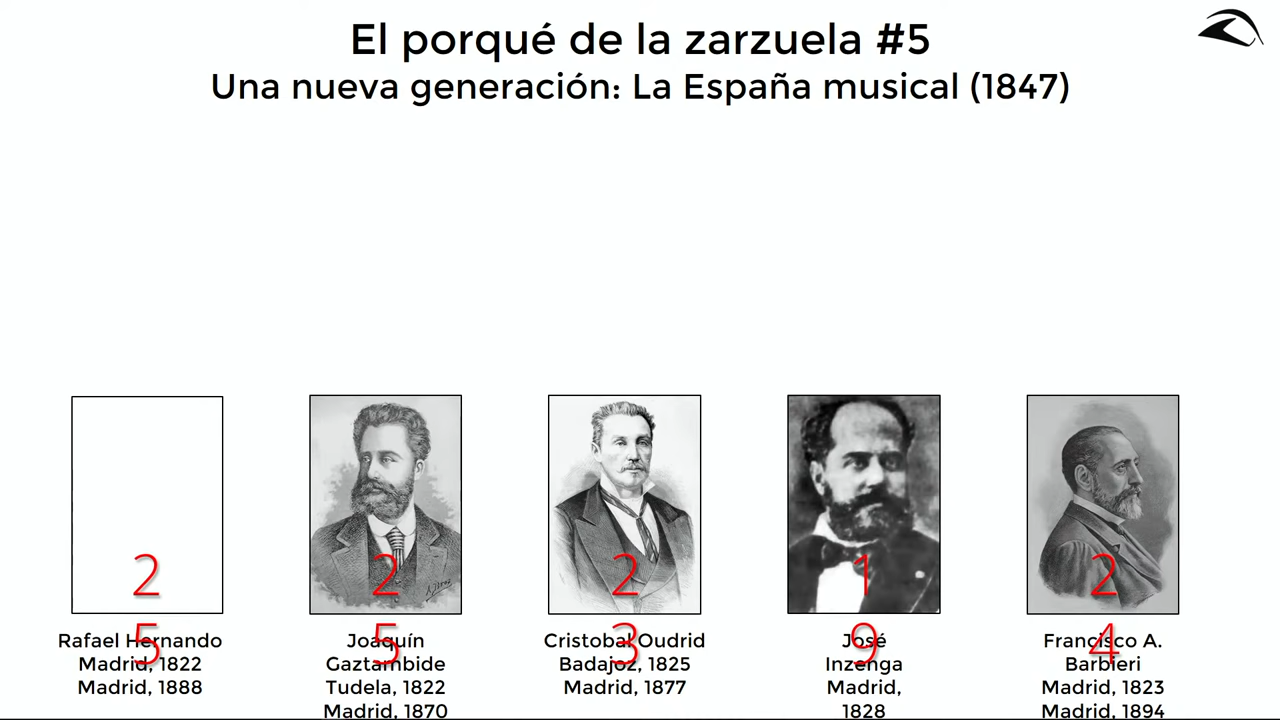 El porqué de la zarzuela #5
Una nueva generación: La España musical (1847)
2
5
Rafael Hernando
Madrid, 1822
Madrid, 1888
2
5
Joaquín
Gaztambide
Tudela, 1822
Madrid, 1870
2
3
Cristobal Oudrid
Badajoz, 1825
Madrid, 1877
1
9
José
Inzenga
Madrid,
1828
2
4
Francisco A.
Barbieri
Madrid, 1823
Madrid, 1894